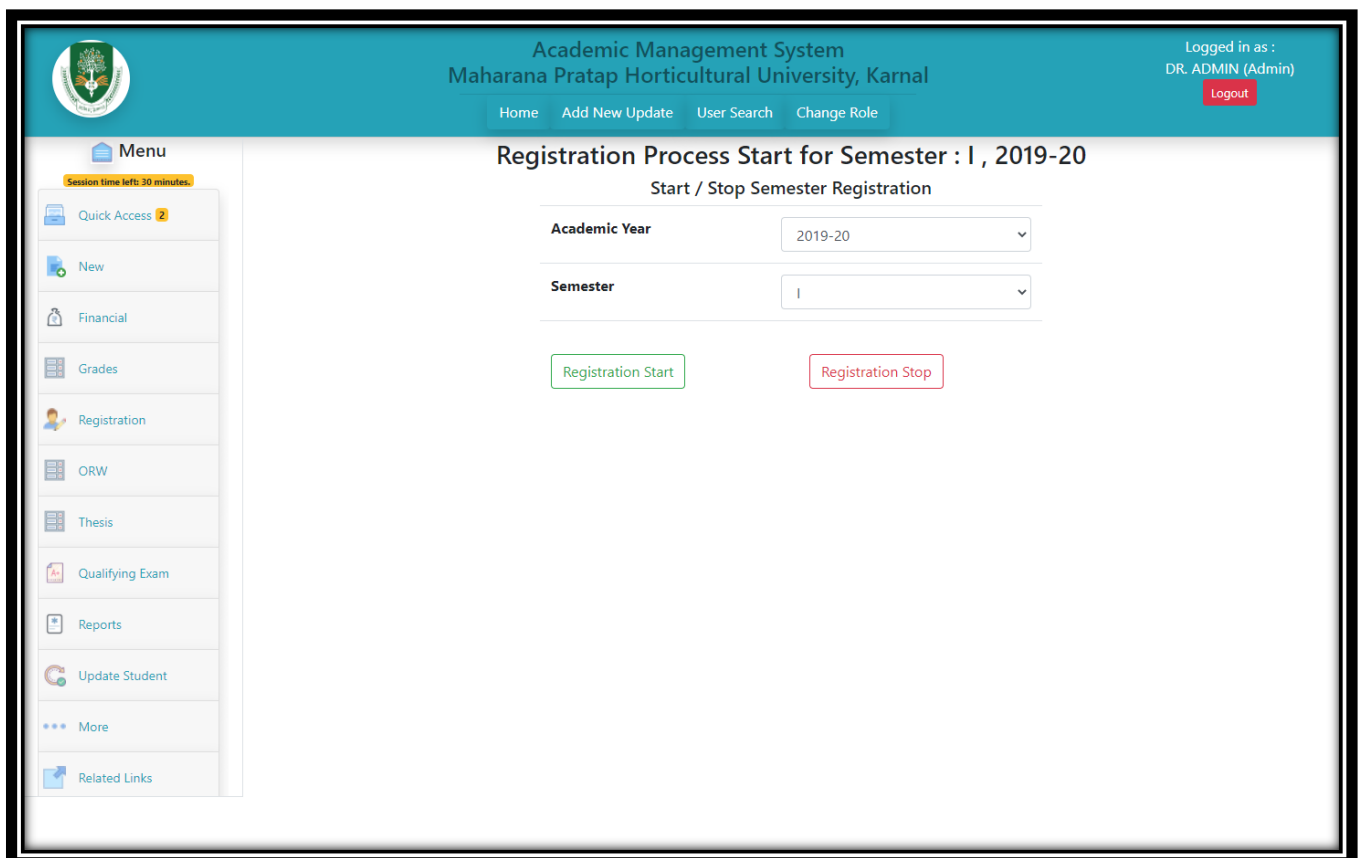 Academic Management System
Maharana Pratap Horticultural University, Karnal
Home Add New Update User Search Change Role
Logged in as :
DR. ADMIN (Admin)
Logout
Menu
Session time left: 30 minutes.
Quick Access 2
New
Financial
Grades
Registration
ORW
Thesis
Qualifying Exam
Reports
Update Student
More
Related Links
Registration Process Start for Semester : I , 2019-20
Start / Stop Semester Registration
Academic Year 2019-20
Semester I
Registration Start Registration Stop